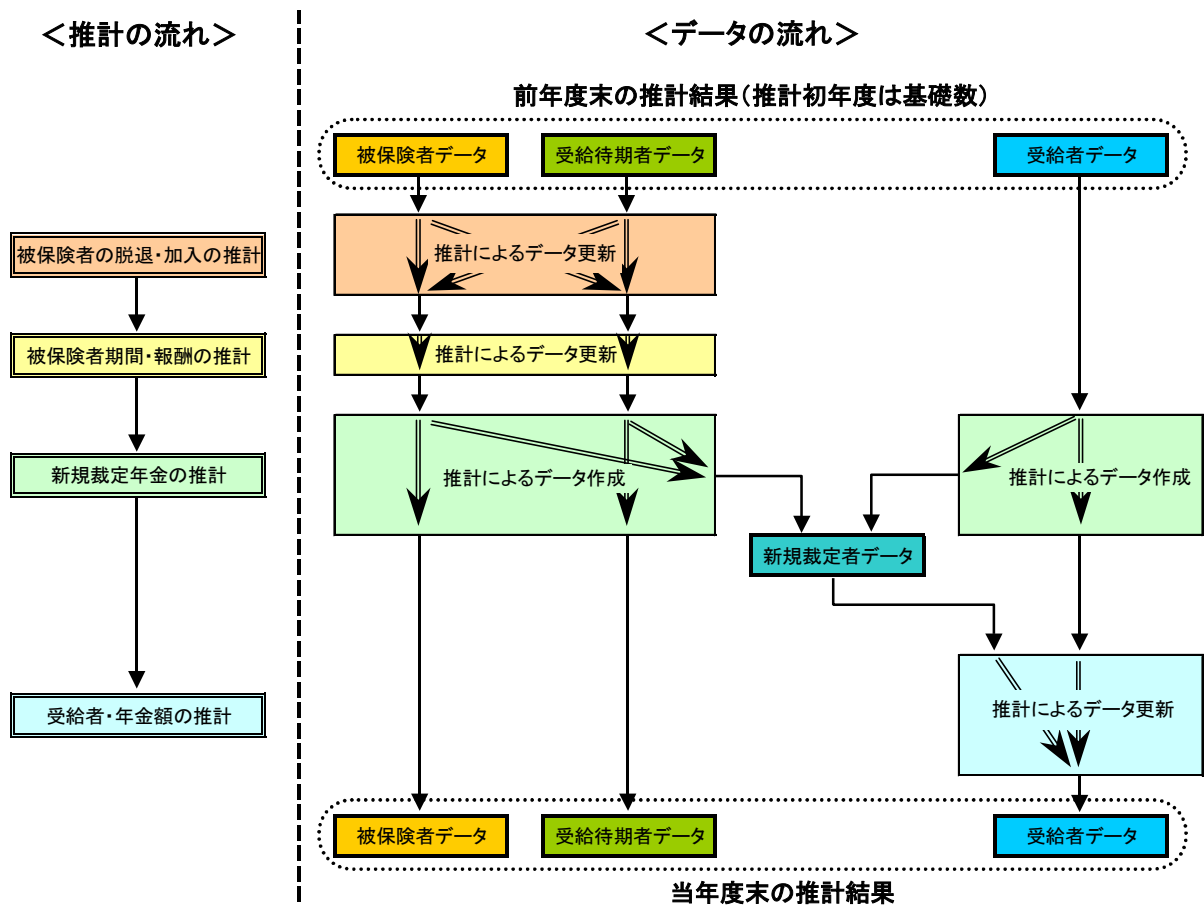 ＜推計の流れ＞
被保険者の脱退・加入の推計
被保険者期間・報酬の推計
新規裁定年金の推計
受給者・年金額の推計
＜データの流れ＞
前年度末の推計結果（推計初年度は基礎数）
被保険者データ
受給待期者データ
受給者データ
推計によるデータ更新
推計によるデータ更新
推計によるデータ作成
推計によるデータ作成
新規裁定者データ
推計によるデータ更新
被保険者データ
受給待期者データ
受給者データ
当年度末の推計結果